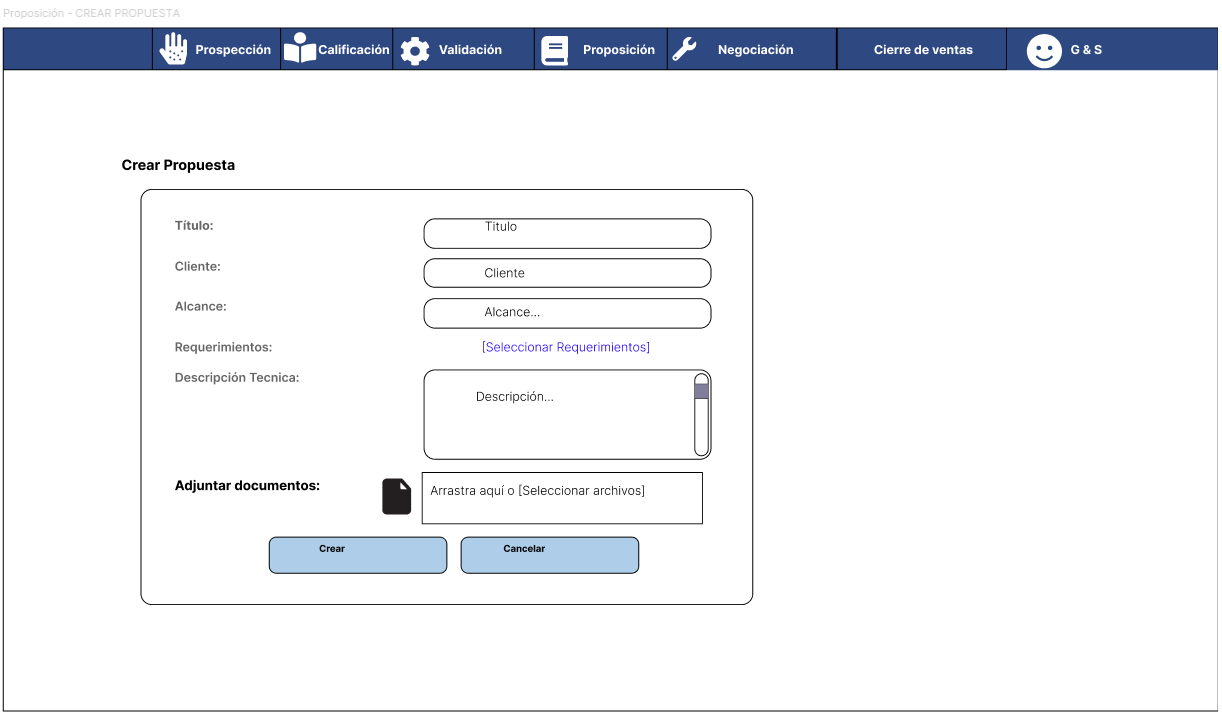 Proposición - CREAR PROPUESTA
Prospección Calificación Validación Proposición Negociación Cierre de ventas G & S
Crear Propuesta
Título: Titulo
Cliente: Cliente
Alcance: Alcance...
Requerimientos: [Seleccionar Requerimientos]
Descripción Tecnica:
Descripción...
Adjuntar documentos: Arrastra aquí o [Seleccionar archivos]
Crear Cancelar